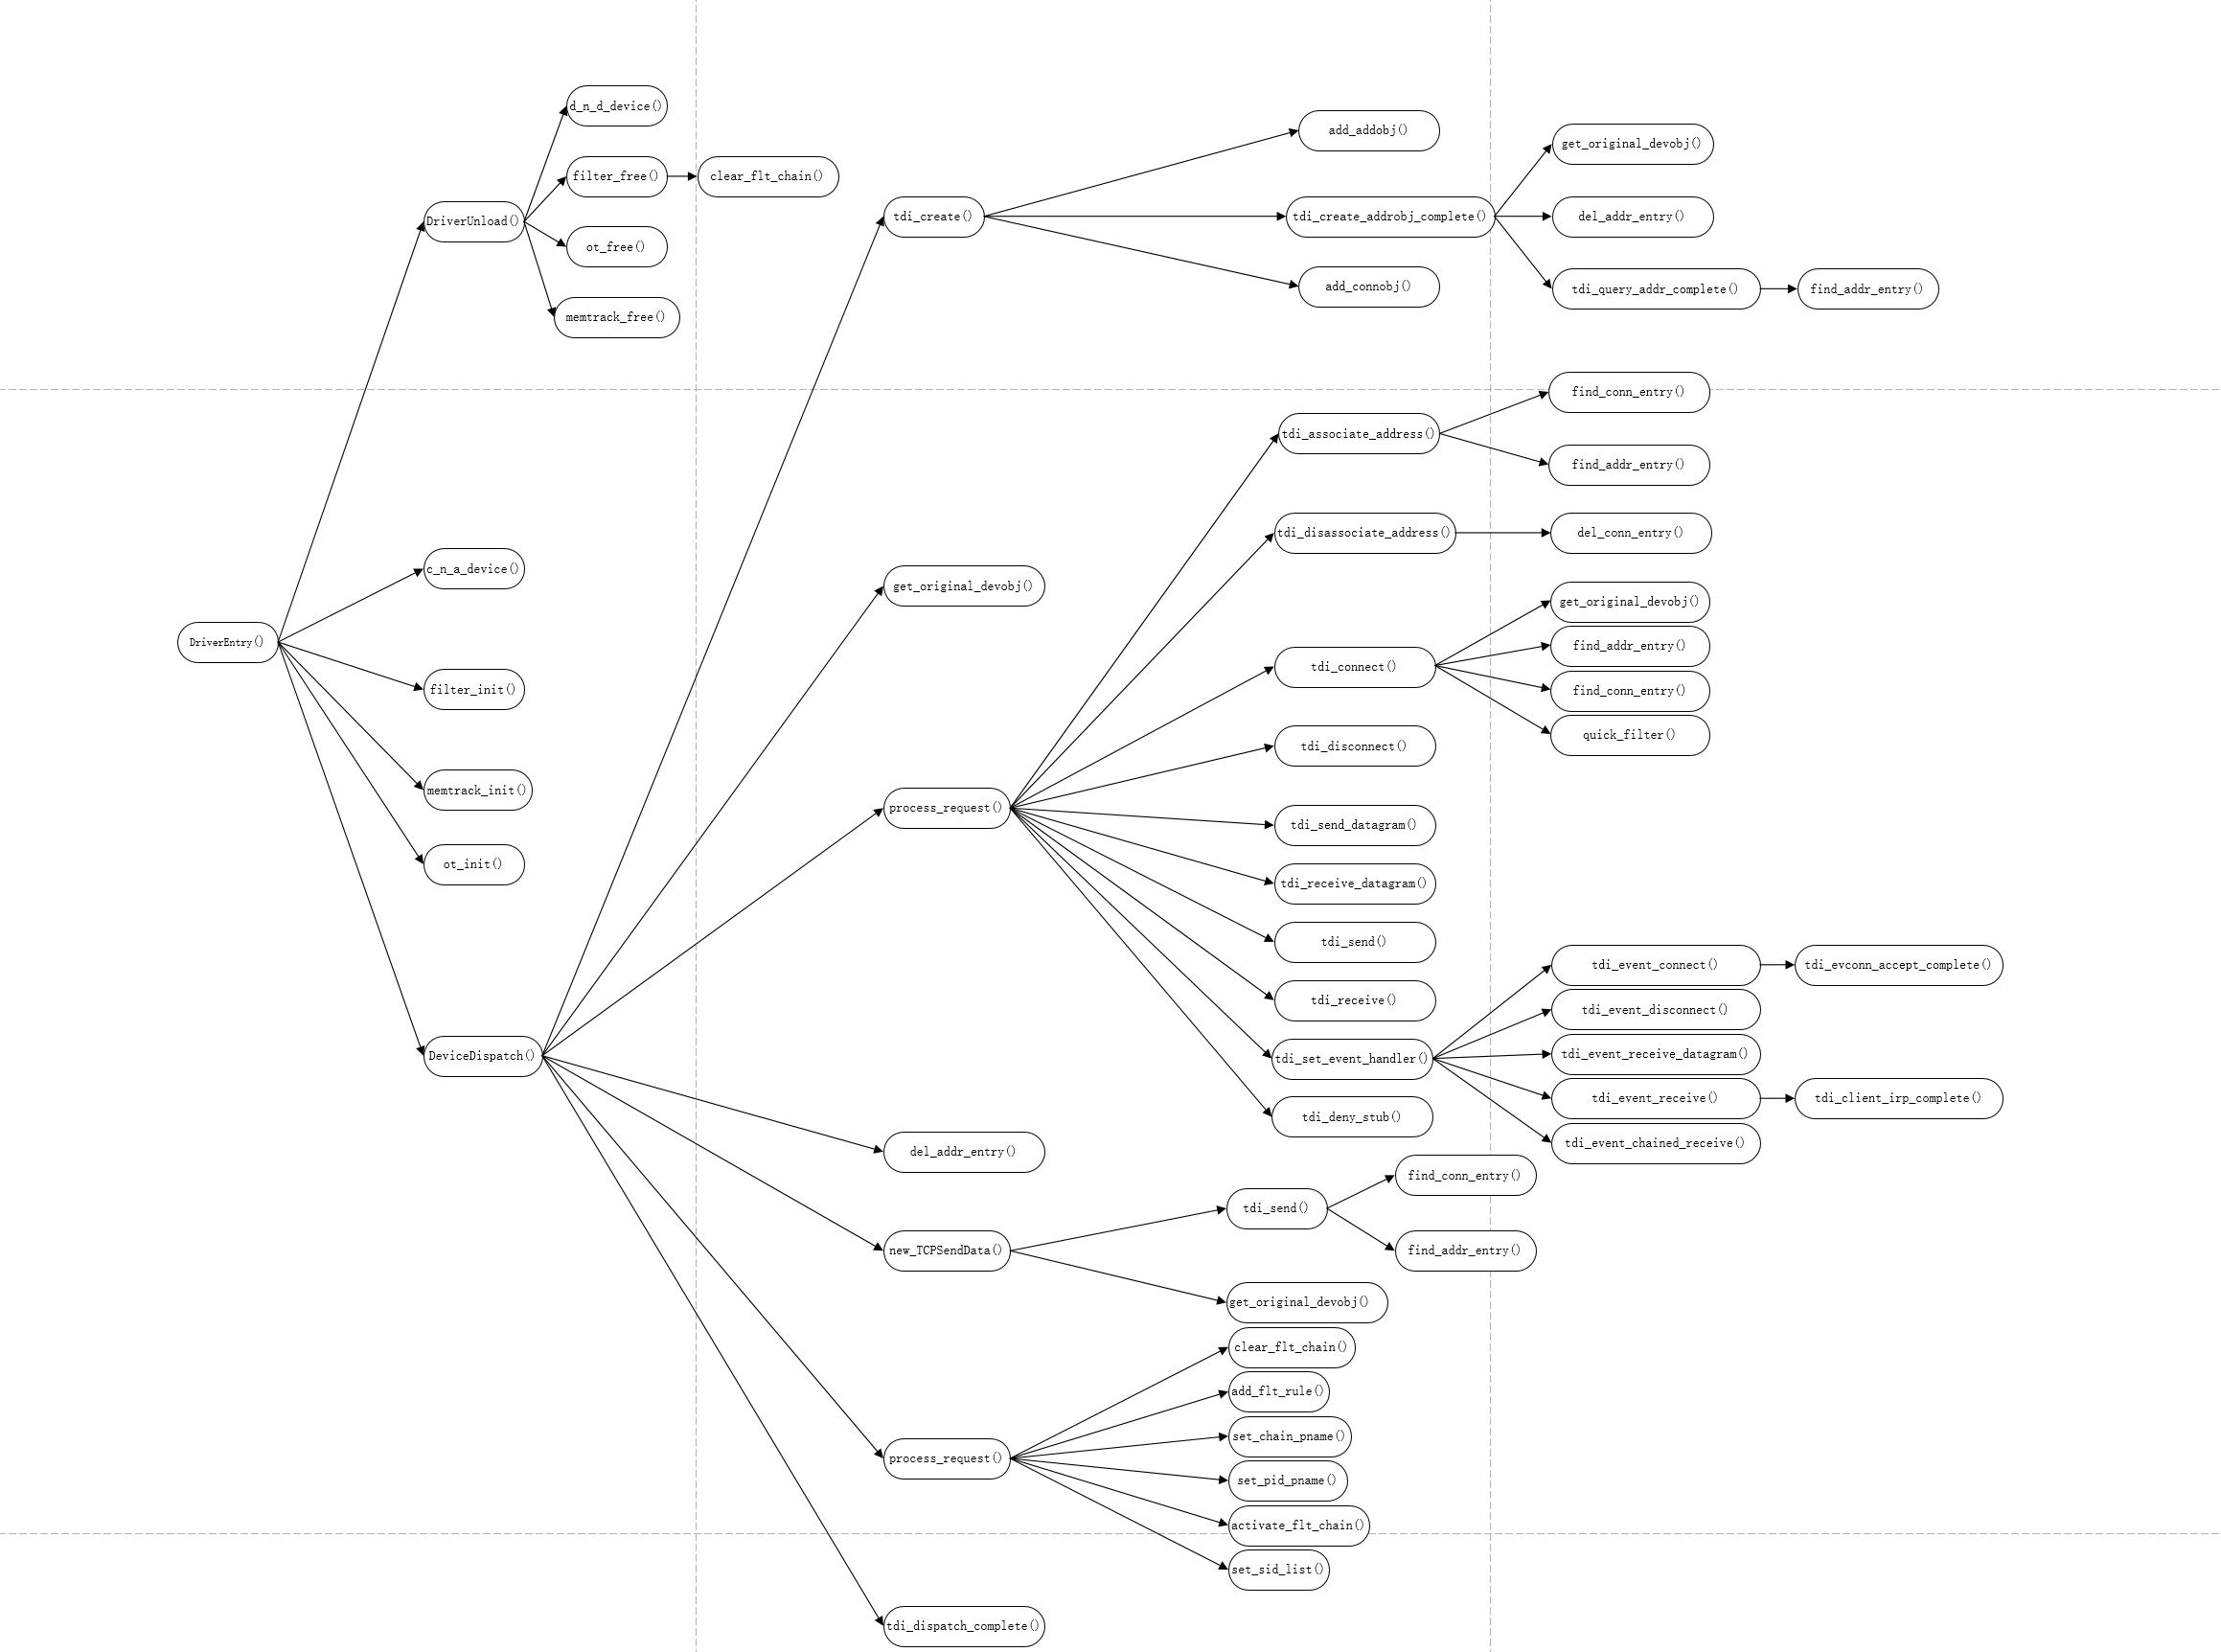 d_n_d_device()
filter_free()
clear_flt_chain()
DriverUnload()
ot_free()
memtrack_free()
add_addobj()
get_original_devobj()
tdi_create()
tdi_create_addrobj_complete()
del_addr_entry()
add_connobj()
tdi_query_addr_complete()
find_addr_entry()
find_conn_entry()
tdi_associate_address()
find_addr_entry()
tdi_disassociate_address()
del_conn_entry()
c_n_a_device()
get_original_devobj()
get_original_devobj()
find_addr_entry()
DriverEntry()
tdi_connect()
find_conn_entry()
filter_init()
quick_filter()
tdi_disconnect()
memtrack_init()
process_request()
tdi_send_datagram()
ot_init()
tdi_receive_datagram()
tdi_send()
tdi_event_connect()
tdi_evconn_accept_complete()
tdi_receive()
tdi_event_disconnect()
DeviceDispatch()
tdi_set_event_handler()
tdi_event_receive_datagram()
tdi_event_receive()
tdi_client_irp_complete()
tdi_deny_stub()
tdi_event_chained_receive()
del_addr_entry()
find_conn_entry()
tdi_send()
new_TCPSendData()
find_addr_entry()
get_original_devobj()
clear_flt_chain()
add_flt_rule()
set_chain_pname()
process_request()
set_pid_pname()
activate_flt_chain()
set_sid_list()
tdi_dispatch_complete()